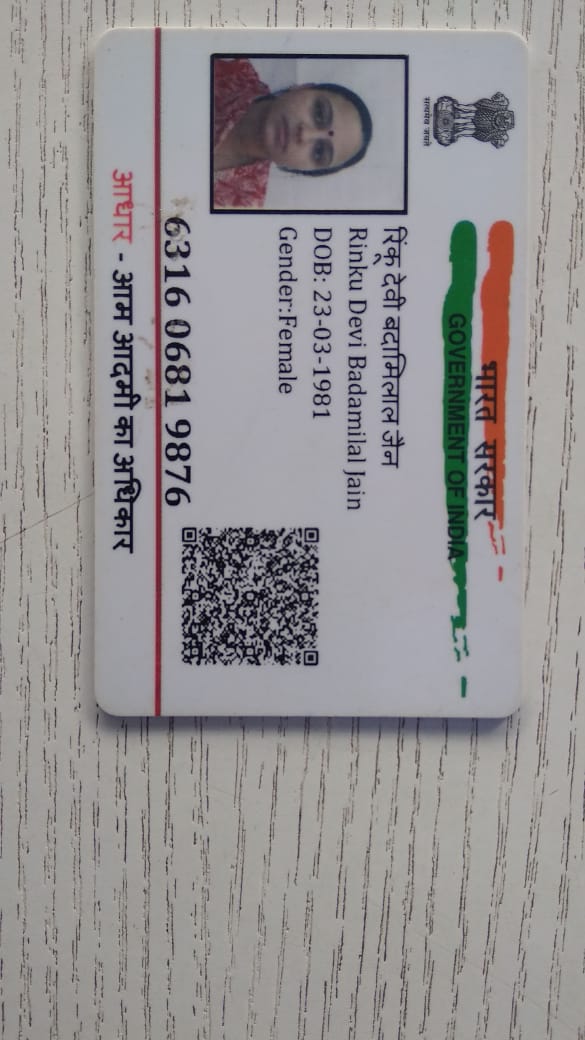 भारत सरकार
GOVERNMENT OF INDIA
सत्यमेव जयते
रिंकू देवी बदामिलाल जैन
Rinku Devi Badamilal Jain
DOB: 23-03-1981
Gender:Female
6316 0681 9876
आधार - आम आदमी का अधिकार